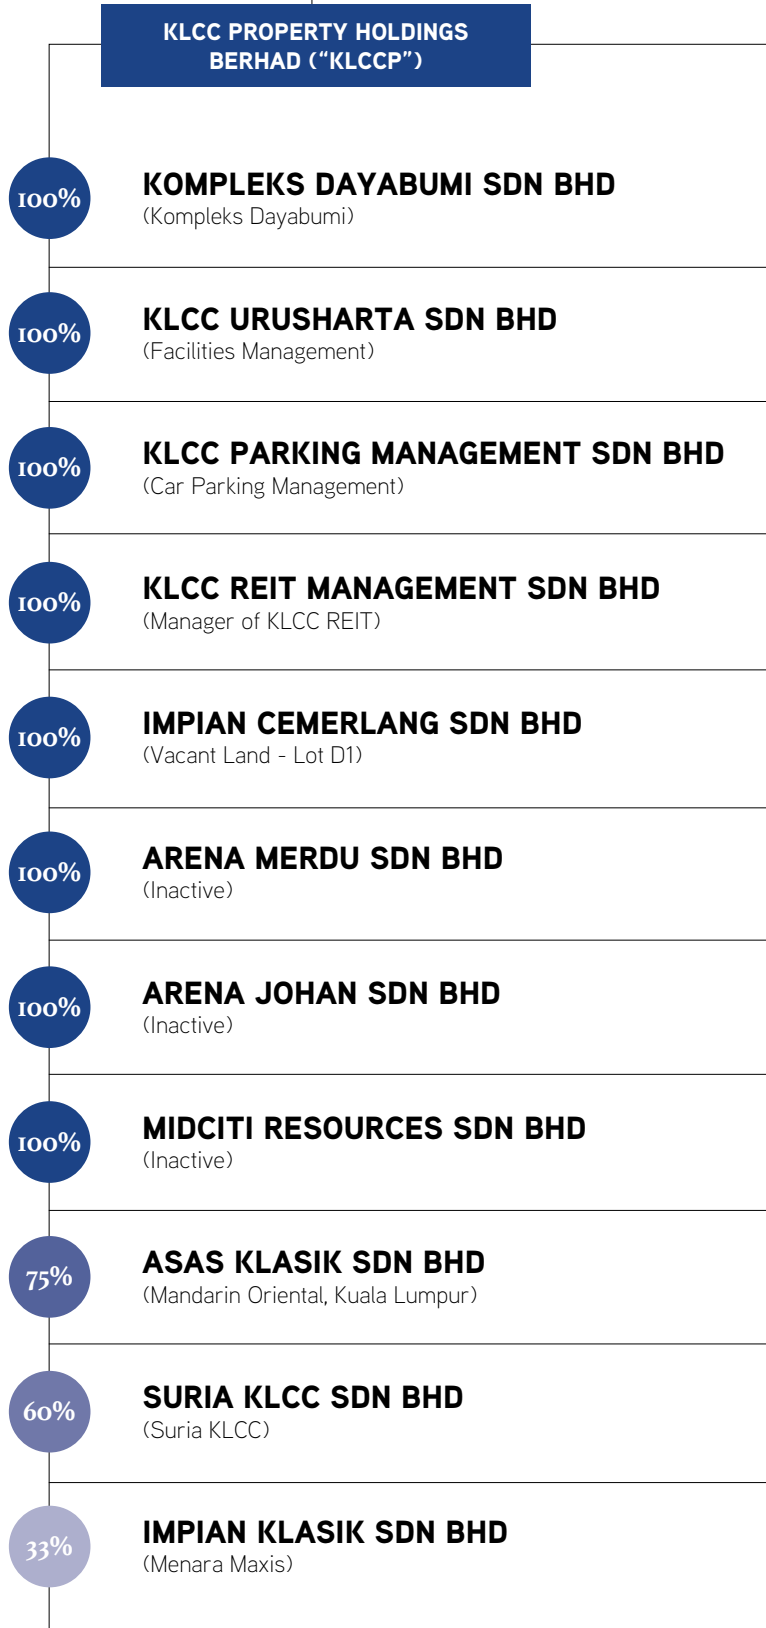 KLCC PROPERTY HOLDINGS
BERHAD (“KLCCP”)
100%
KOMPLEKS DAYABUMI SDN BHD
(Kompleks Dayabumi)
100%
KLCC URUSHARTA SDN BHD
(Facilities Management)
100%
KLCC PARKING MANAGEMENT SDN BHD
(Car Parking Management)
100%
KLCC REIT MANAGEMENT SDN BHD
(Manager of KLCC REIT)
100%
IMPIAN CEMERLANG SDN BHD
(Vacant Land - Lot D1)
100%
ARENA MERDU SDN BHD
(Inactive)
100%
ARENA JOHAN SDN BHD
(Inactive)
100%
MIDCITI RESOURCES SDN BHD
(Inactive)
75%
ASAS KLASIK SDN BHD
(Mandarin Oriental, Kuala Lumpur)
60%
SURIA KLCC SDN BHD
(Suria KLCC)
33%
IMPIAN KLASIK SDN BHD
(Menara Maxis)